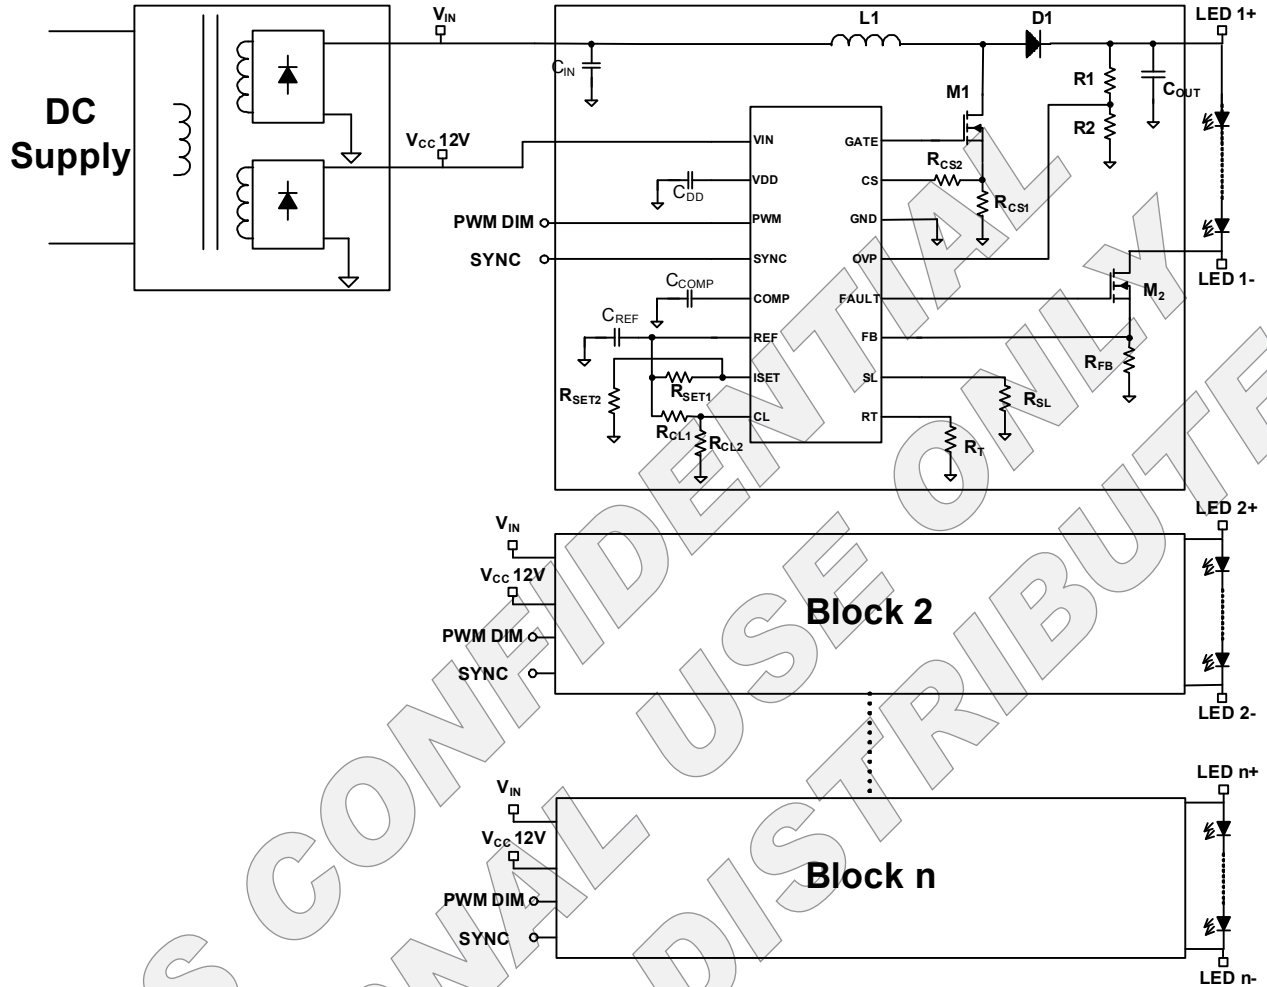 DC
Supply
VIN
VCC 12V
PWM DIM
SYNC
CIN
L1
D1
LED 1+
R1
R2
COUT
M1
VIN
VDD
PWM
SYNC
COMP
REF
ISET
CL
GATE
CS
GND
OVP
FAULT
FB
SL
RT
CDD
CCOMP
CREF
RSET2
RSET1
RCL1
RCL2
RCS2
RCS1
M2
LED 1-
RFB
RSL
RT
VIN
VCC 12V
PWM DIM
SYNC
Block 2
LED 2+
LED 2-
VIN
VCC 12V
PWM DIM
SYNC
Block n
LED n+
LED n-
S CONFIDENTIAL
ONAL USE ONLY
DISTRIBUTE